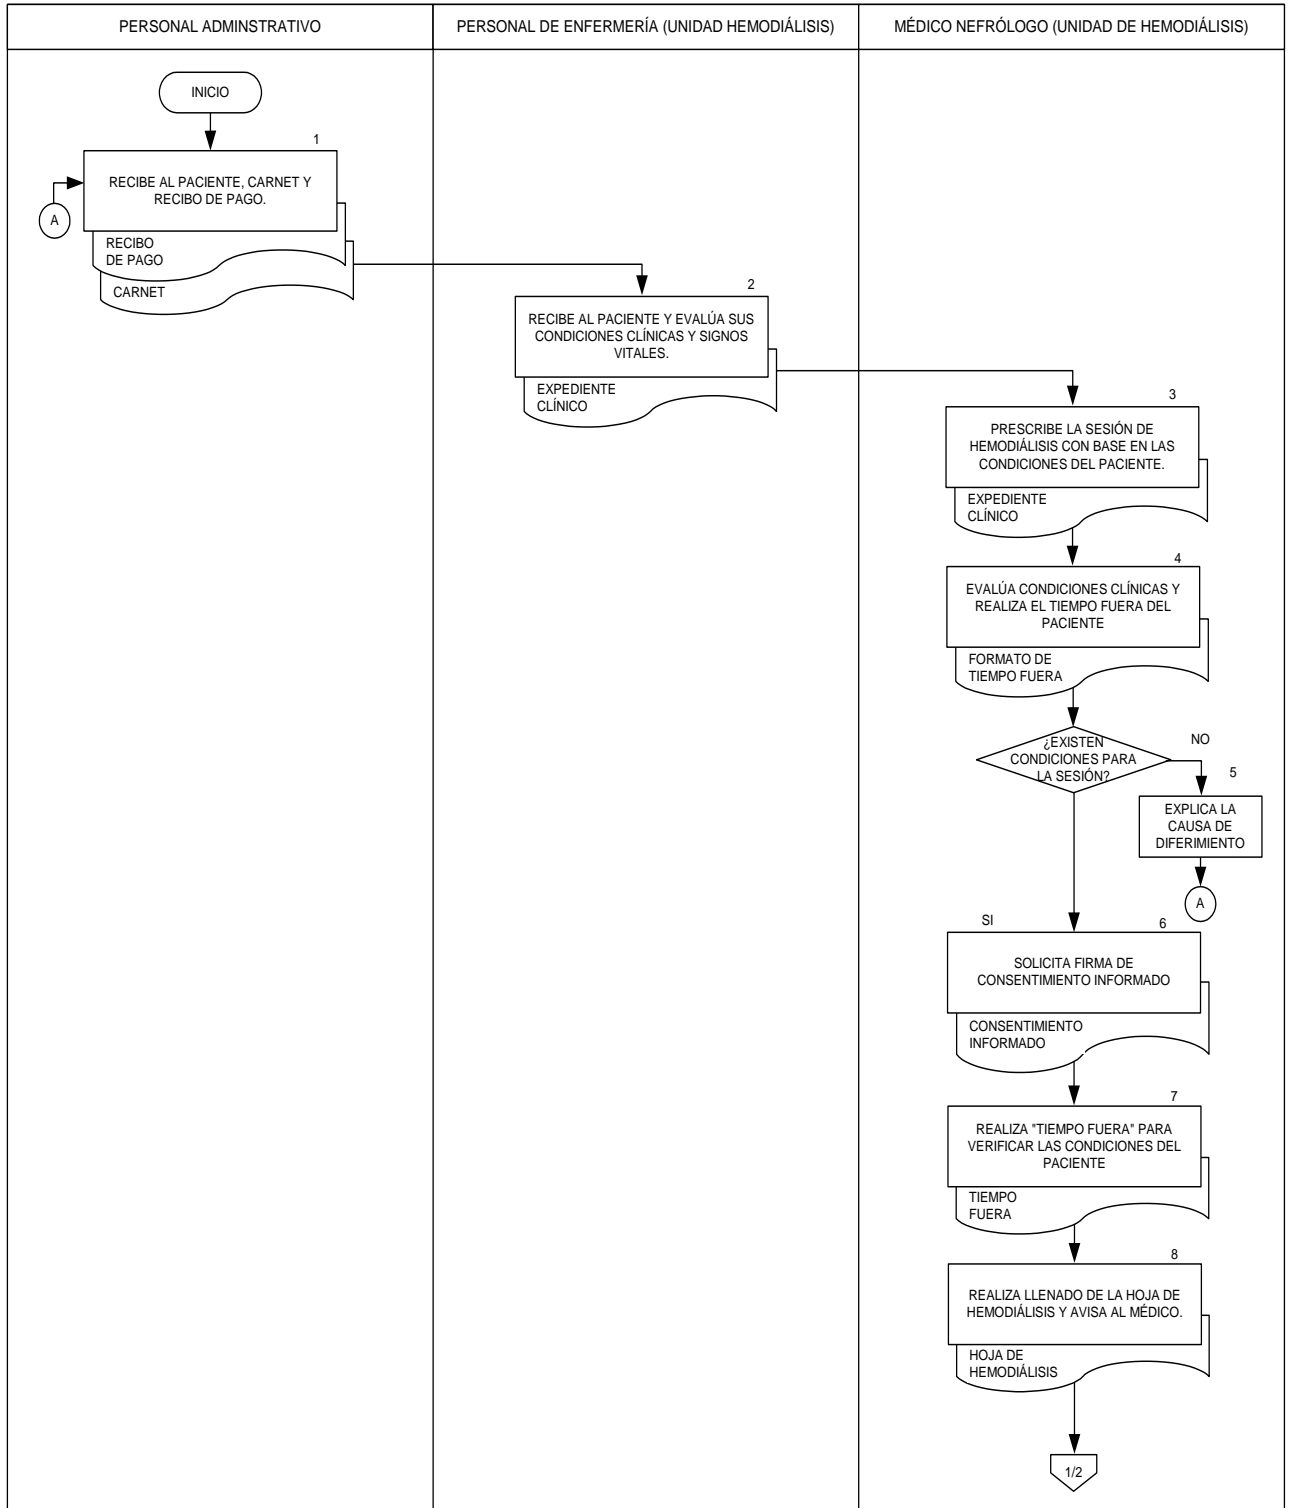 PERSONAL ADMINSTRATIVO
PERSONAL DE ENFERMERÍA (UNIDAD HEMODIÁLISIS)
MÉDICO NEFRÓLOGO (UNIDAD DE HEMODIÁLISIS)
INICIO
1
RECIBE AL PACIENTE, CARNET Y
RECIBO DE PAGO.
A
RECIBO
DE PAGO
CARNET
2
RECIBE AL PACIENTE Y EVALÚA SUS
CONDICIONES CLÍNICAS Y SIGNOS
VITALES.
EXPEDIENTE
CLÍNICO
3
PRESCRIBE LA SESIÓN DE
HEMODIÁLISIS CON BASE EN LAS
CONDICIONES DEL PACIENTE.
EXPEDIENTE
CLÍNICO
4
EVALÚA CONDICIONES CLÍNICAS Y
REALIZA EL TIEMPO FUERA DEL
PACIENTE
FORMATO DE
TIEMPO FUERA
¿EXISTEN
CONDICIONES PARA
LA SESIÓN?
NO
5
EXPLICA LA
CAUSA DE
DIFERIMIENTO
A
SI
6
SOLICITA FIRMA DE
CONSENTIMIENTO INFORMADO
CONSENTIMIENTO
INFORMADO
7
REALIZA "TIEMPO FUERA" PARA
VERIFICAR LAS CONDICIONES DEL
PACIENTE
TIEMPO
FUERA
8
REALIZA LLENADO DE LA HOJA DE
HEMODIÁLISIS Y AVISA AL MÉDICO.
HOJA DE
HEMODIÁLISIS
1/2